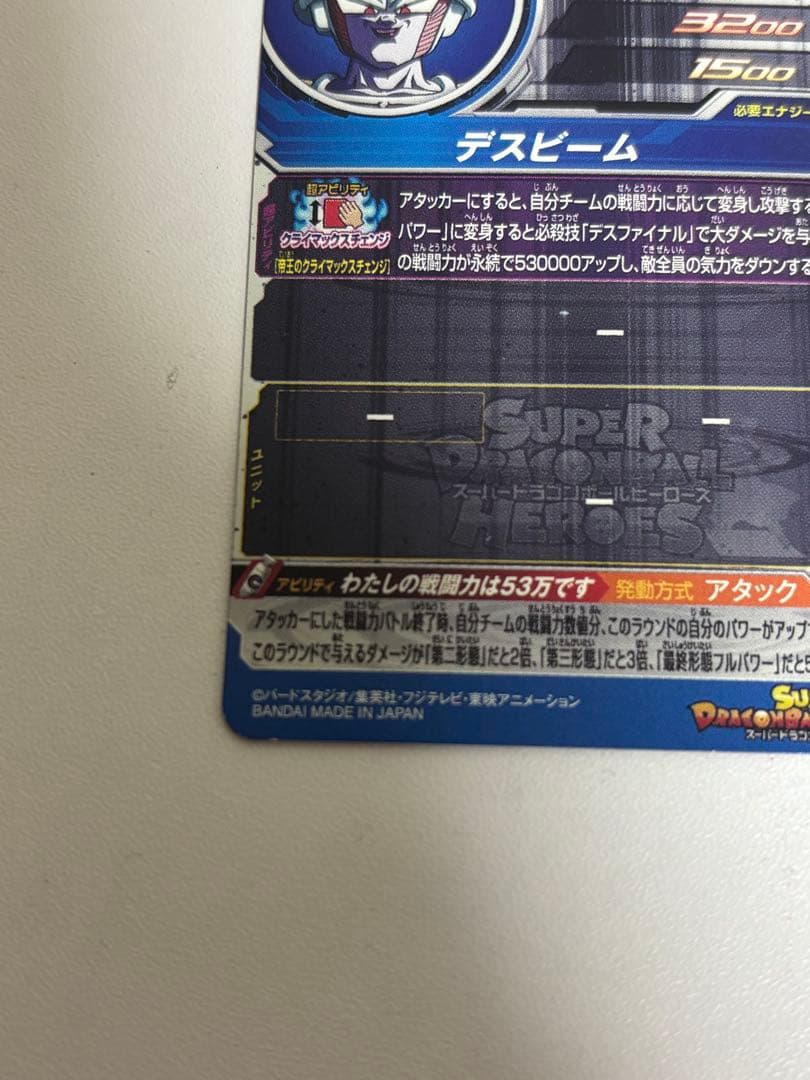 3200
1500
必要エナジー
デスビーム
超アビリティ
超アビリティ
クライマックスチェンジ
[帝王のクライマックスチェンジ]
アタッカーにすると、自分チームの戦闘力に応じて変身し攻撃する
パワー」に変身すると必殺技「デスファイナル」で大ダメージを与
の戦闘力が永続で530000アップし、敵全員の気力をダウンする
ー
ー
ー
ユニット
SUPER
DRAGONBALL
スーパードラゴンボールヒーローズ
HEROES
ー
アビリティ わたしの戦闘力は53万です 発動方式 アタック
アタッカーにした戦闘力バトル終了時、自分チームの戦闘力数値分、このラウンドの自分のパワーがアップ
このラウンドで与えるダメージが「第二形態」だと2倍、「第三形態」だと3倍、「最終形態フルパワー」だと5
©バードスタジオ/集英社・フジテレビ・東映アニメーション
BANDAI MADE IN JAPAN
SU
DRAGONBA
スーパードラゴン